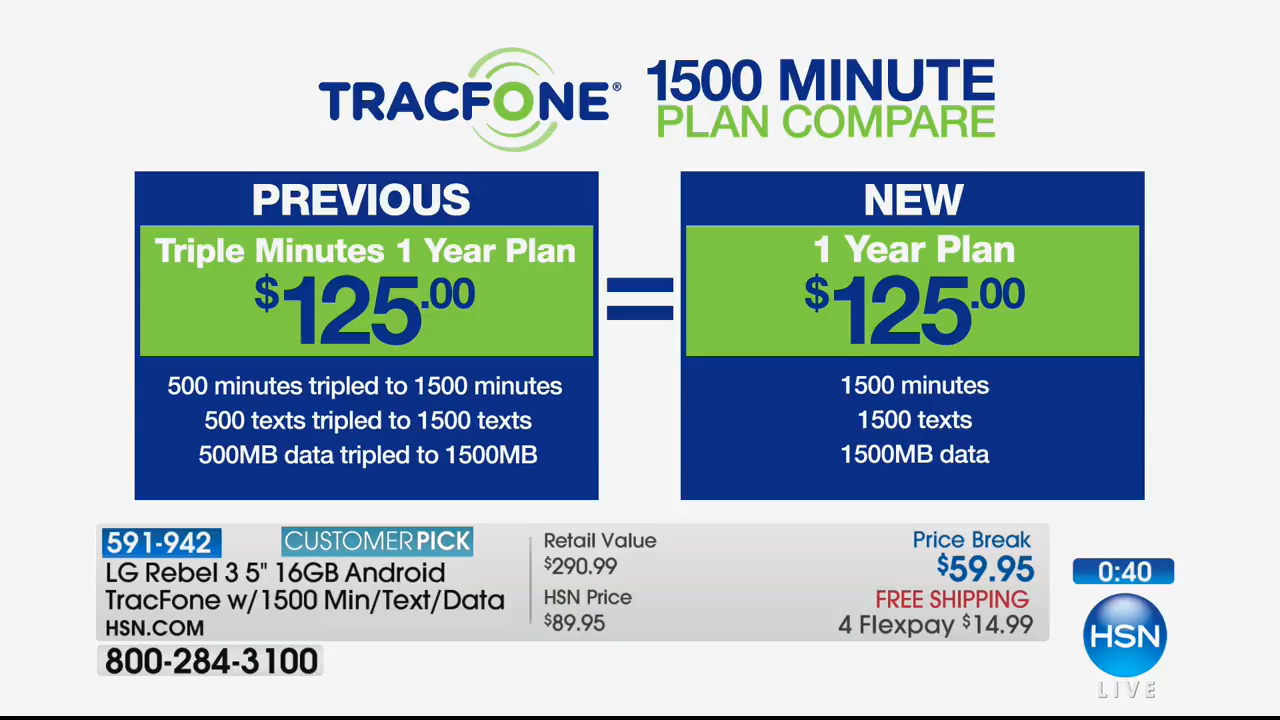 TRACFONE®
1500 MINUTE
PLAN COMPARE
PREVIOUS
Triple Minutes 1 Year Plan
$125.00
500 minutes tripled to 1500 minutes
500 texts tripled to 1500 texts
500MB data tripled to 1500MB
=
NEW
1 Year Plan
$125.00
1500 minutes
1500 texts
1500MB data
591-942
CUSTOMERPICK
LG Rebel 3 5" 16GB Android
TracFone w/1500 Min/Text/Data
HSN.COM
800-284-3100
Retail Value
$290.99
HSN Price
$89.95
Price Break
$59.95
FREE SHIPPING
4 Flexpay $14.99
0:40
HSN
LIVE